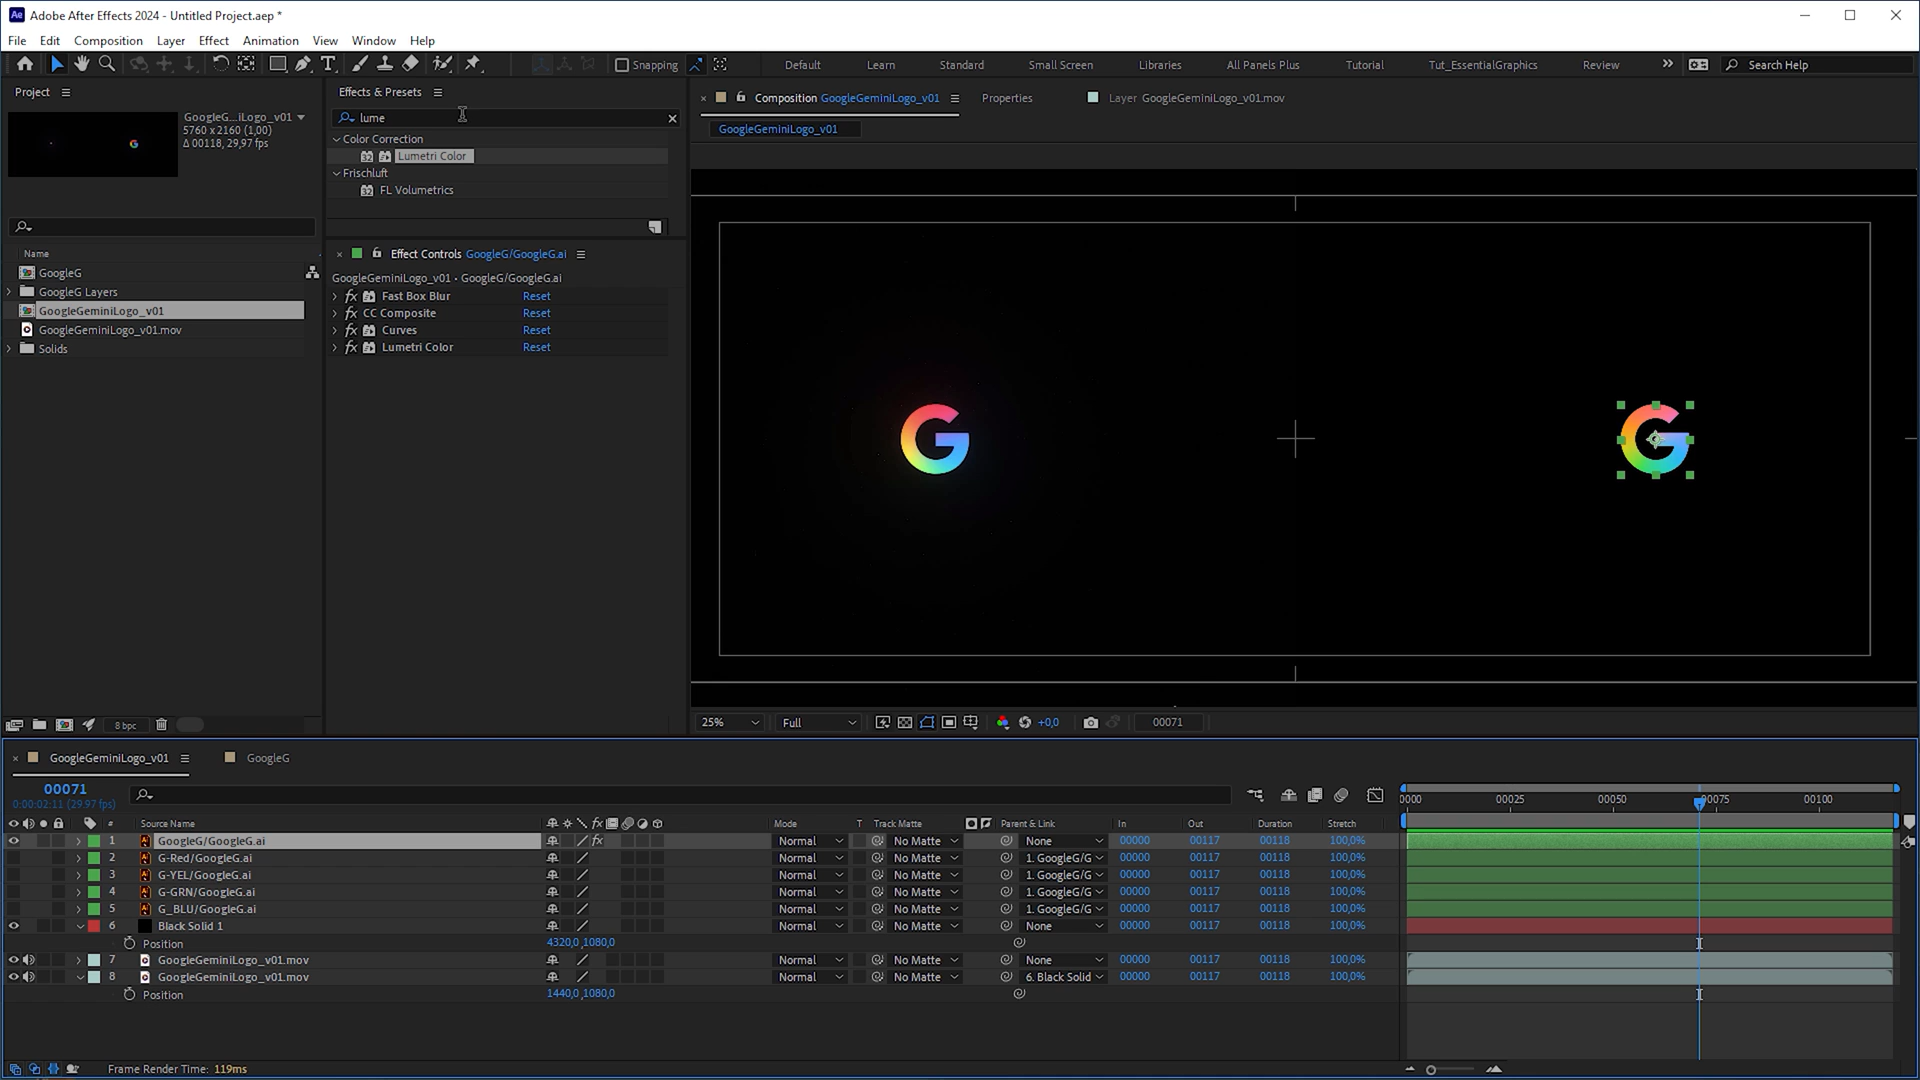 Adobe After Effects 2024 - Untitled Project.aep *
File Edit Composition Layer Effect Animation View Window Help
Snapping Default Learn Standard Small Screen Libraries All Panels Plus Tutorial Tut_EssentialGraphics Review Search Help
Project
GoogleG...iLogo_v01
5760 x 2160 (1,00)
Δ 00118, 29,97 fps
Name
GoogleG
GoogleG Layers
GoogleGeminiLogo_v01
GoogleGeminiLogo_v01.mov
Solids
8 bpc
Effects & Presets
lume
Color Correction
32 Lumetri Color
Frischluft
32 FL Volumetrics
Effect Controls GoogleG/GoogleG.ai
GoogleGeminiLogo_v01 • GoogleG/GoogleG.ai
fx Fast Box Blur Reset
fx CC Composite Reset
fx Curves Reset
fx Lumetri Color Reset
Composition GoogleGeminiLogo_v01 Properties Layer GoogleGeminiLogo_v01.mov
GoogleGeminiLogo_v01
G G
25% Full +0,0 00071
GoogleGeminiLogo_v01 GoogleG
00071
0:00:02:11 (29.97 fps)
0000 00025 00050 00075 00100
# Source Name fx Mode T Track Matte Parent & Link In Out Duration Stretch
1 GoogleG/GoogleG.ai fx Normal No Matte None 00000 00117 00118 100,0%
2 G-Red/GoogleG.ai Normal No Matte 1. GoogleG/G 00000 00117 00118 100,0%
3 G-YEL/GoogleG.ai Normal No Matte 1. GoogleG/G 00000 00117 00118 100,0%
4 G-GRN/GoogleG.ai Normal No Matte 1. GoogleG/G 00000 00117 00118 100,0%
5 G_BLU/GoogleG.ai Normal No Matte 1. GoogleG/G 00000 00117 00118 100,0%
6 Black Solid 1 Normal No Matte None 00000 00117 00118 100,0%
Position 4320,0 ,1080,0
7 GoogleGeminiLogo_v01.mov Normal No Matte None 00000 00117 00118 100,0%
8 GoogleGeminiLogo_v01.mov Normal No Matte 6. Black Solid 00000 00117 00118 100,0%
Position 1440,0 ,1080,0
Frame Render Time: 119ms